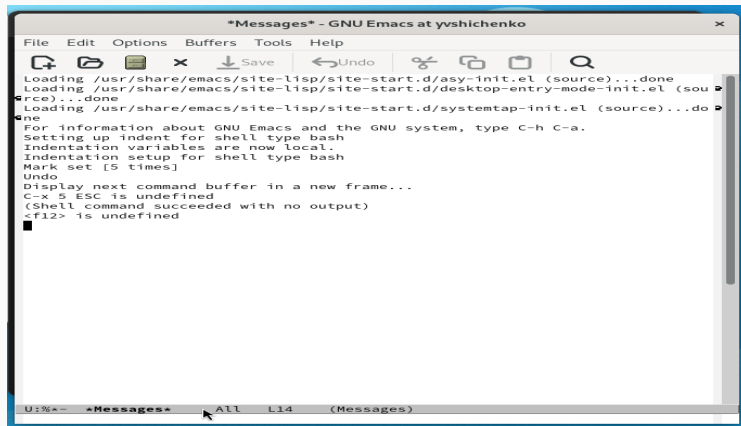 *Messages* - GNU Emacs at yvshichenko
File Edit Options Buffers Tools Help
Save Undo
Loading /usr/share/emacs/site-lisp/site-start.d/asy-init.el (source)...done
Loading /usr/share/emacs/site-lisp/site-start.d/desktop-entry-mode-init.el (sou
rce)...done
Loading /usr/share/emacs/site-lisp/site-start.d/systemtap-init.el (source)...do
ne
For information about GNU Emacs and the GNU system, type C-h C-a.
Setting up indent for shell type bash
Indentation variables are now local.
Indentation setup for shell type bash
Mark set [5 times]
Undo
Display next command buffer in a new frame...
C-x 5 ESC is undefined
(Shell command succeeded with no output)
<f12> is undefined
U:%*- *Messages* All L14 (Messages)